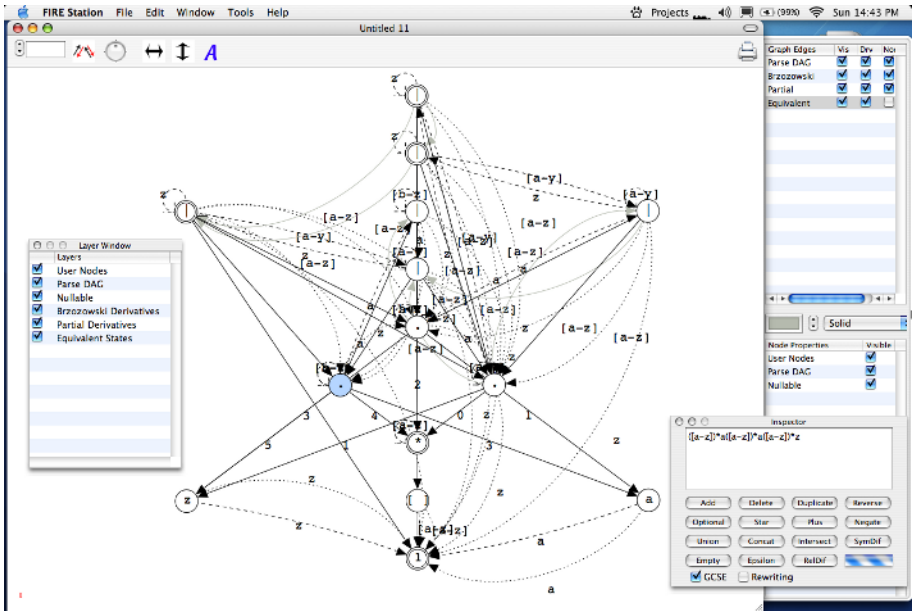 FIRE Station File Edit Window Tools Help Projects (99%) Sun 14:43 PM
Untitled 11
A
Graph Edges Vis Drv Nor
Parse DAG
Brzozowski
Partial
Equivalent
z
z
[a-y]
z
z
[b-z]
[a-y]
[a-z]
[a-z]
[a-z]
[a-y]
[a-z]
z
[a-z]
[a-z]
z
[a-z]
a
a
z
[a-z]
[a-z]
z
[a-z]
[a-z]
2
3
4
0
z
1
5
1
*
3
z
z
z
z
a
z
a
1
a
Layer Window
Layers
User Nodes
Parse DAG
Nullable
Brzozowski Derivatives
Partial Derivatives
Equivalent States
Solid
Node Properties Visible
User Nodes
Parse DAG
Nullable
Inspector
([a-z])*a([a-z])*a([a-z])*z
Add Delete Duplicate Reverse
Optional Star Plus Negate
Union Concat Intersect SymDif
Empty Epsilon RelDif
GCSE Rewriting